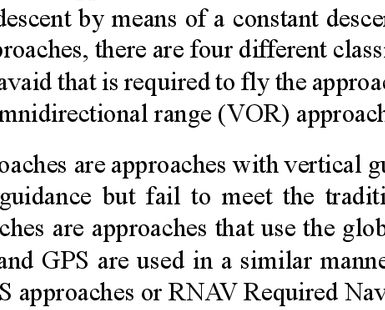 descent by means of a constant descen
proaches, there are four different classi
avaid that is required to fly the approac
mnidirectional range (VOR) approach
oaches are approaches with vertical gu
guidance but fail to meet the traditi
ches are approaches that use the glob
and GPS are used in a similar manne
S approaches or RNAV Required Nav